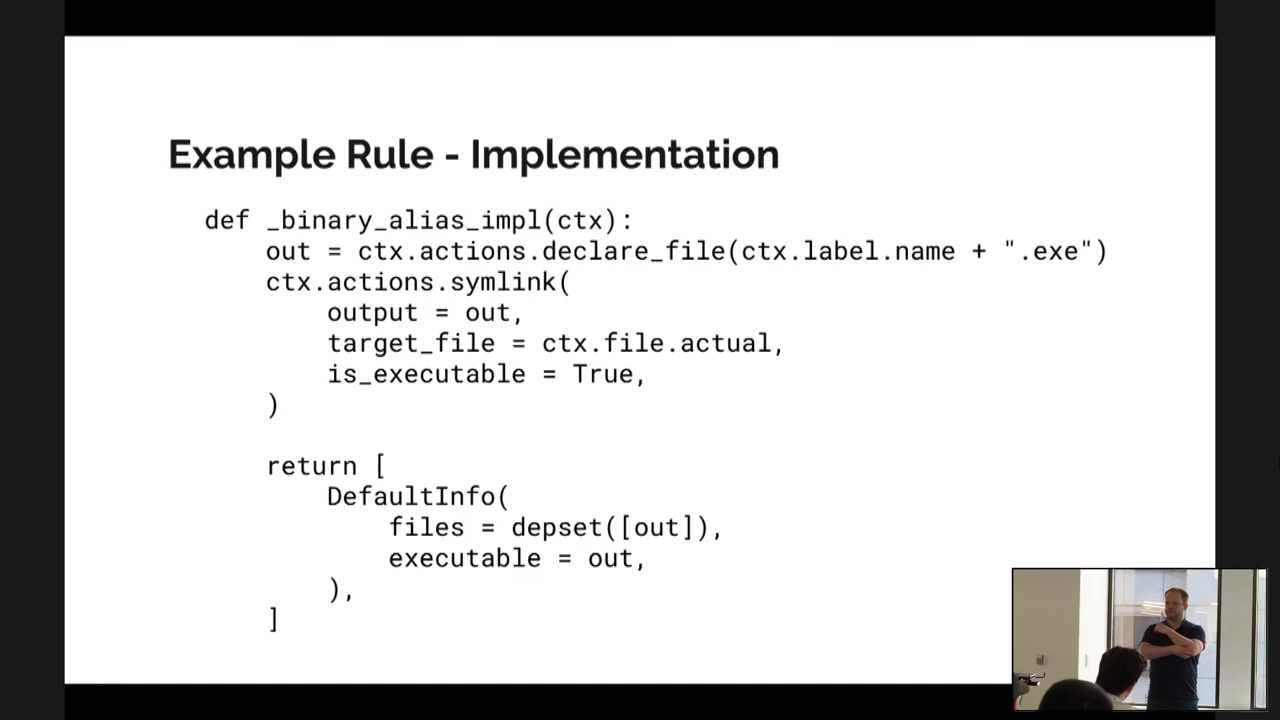 Example Rule - Implementation
def _binary_alias_impl(ctx):
    out = ctx.actions.declare_file(ctx.label.name + ".exe")
    ctx.actions.symlink(
        output = out,
        target_file = ctx.file.actual,
        is_executable = True,
    )
    return [
        DefaultInfo(
            files = depset([out]),
            executable = out,
        ),
    ]